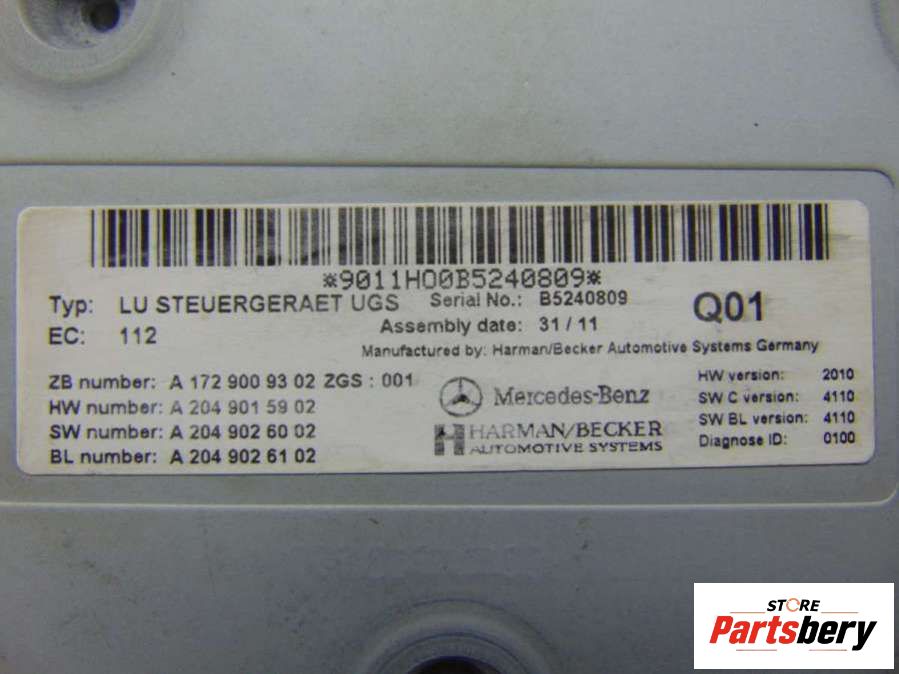 *9011HO0B5240809*
Typ: LU STEUERGERAET UGS Serial No.: B5240809 Q01
EC: 112 Assembly date: 31 / 11
Manufactured by: Harman/Becker Automotive Systems Germany
ZB number: A 172 900 93 02 ZGS : 001
HW number: A 204 901 59 02
SW number: A 204 902 60 02
BL number: A 204 902 61 02
Mercedes-Benz
HARMAN/BECKER
AUTOMOTIVE SYSTEMS
HW version: 2010
SW C version: 4110
SW BL version: 4110
Diagnose ID: 0100
STORE
Partsbery